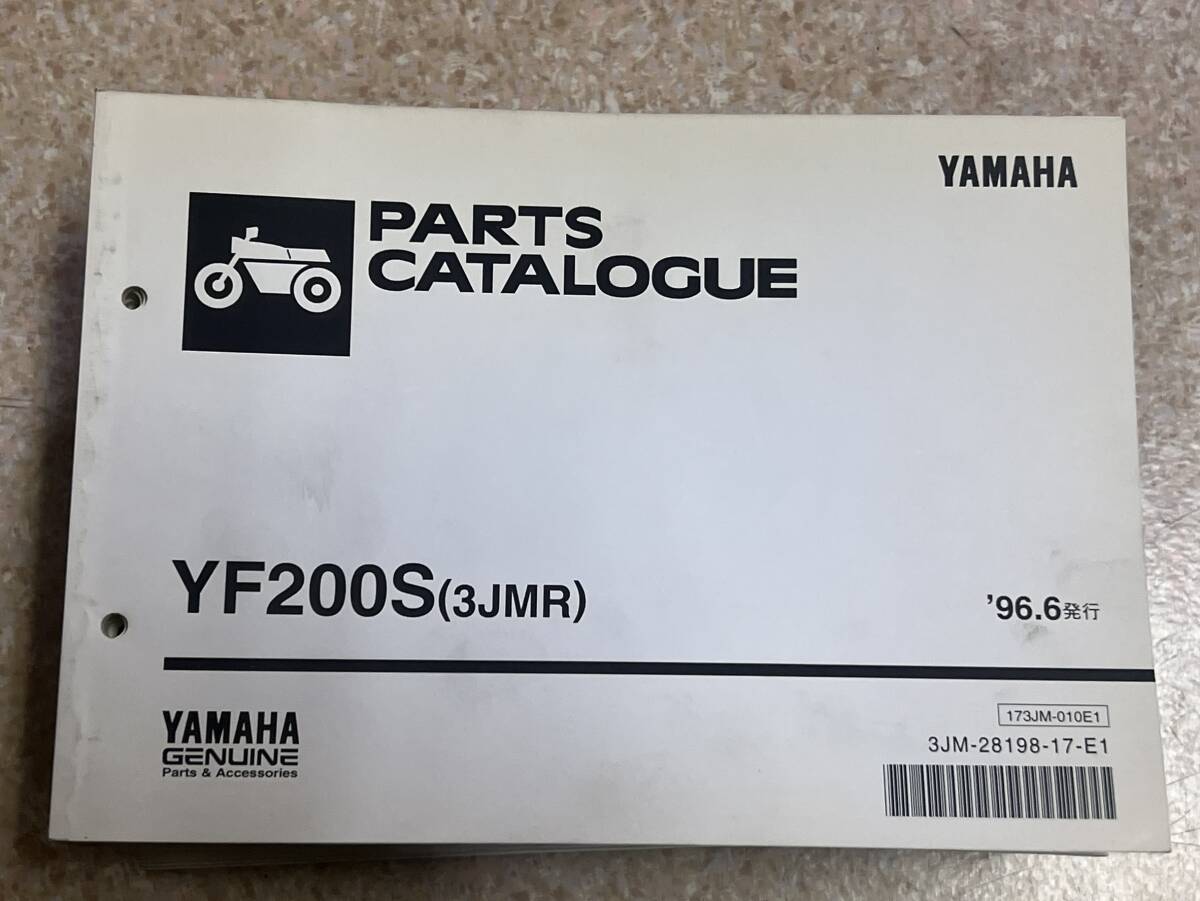 YAMAHA
PARTS
CATALOGUE
YF200S(3JMR)
'96.6発行
YAMAHA
GENUINE
Parts & Accessories
173JM-010E1
3JM-28198-17-E1